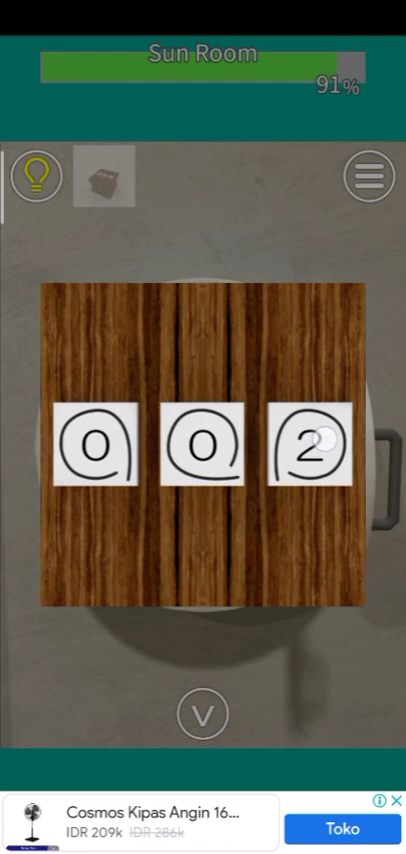 Sun Room
91%
0 0 2
Cosmos Kipas Angin 16...
IDR 209k IDR 286k
Toko